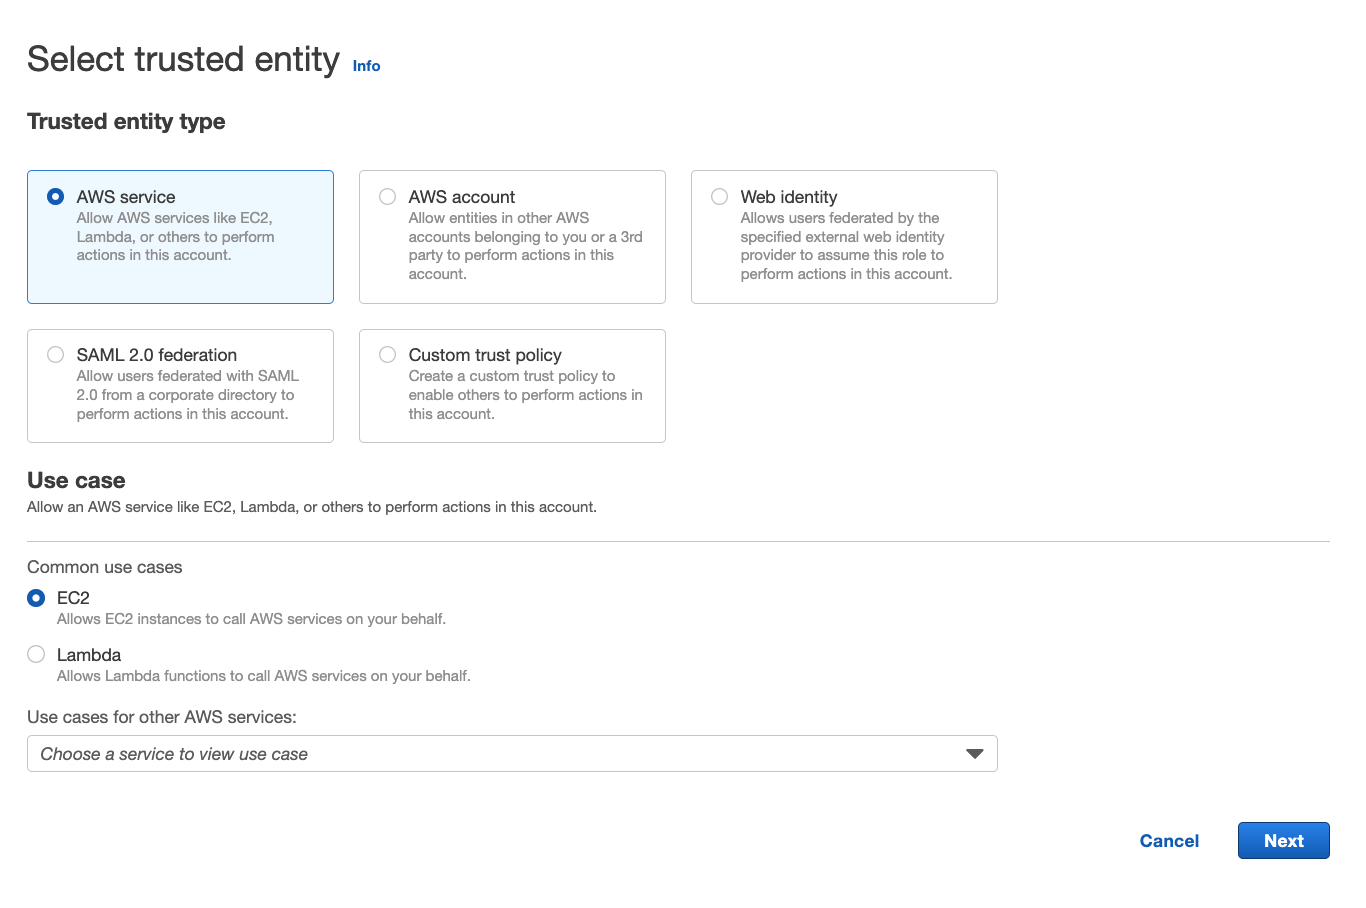 Select trusted entity Info
Trusted entity type
AWS service
Allow AWS services like EC2,
Lambda, or others to perform
actions in this account.
AWS account
Allow entities in other AWS
accounts belonging to you or a 3rd
party to perform actions in this
account.
Web identity
Allows users federated by the
specified external web identity
provider to assume this role to
perform actions in this account.
SAML 2.0 federation
Allow users federated with SAML
2.0 from a corporate directory to
perform actions in this account.
Custom trust policy
Create a custom trust policy to
enable others to perform actions in
this account.
Use case
Allow an AWS service like EC2, Lambda, or others to perform actions in this account.
Common use cases
EC2
Allows EC2 instances to call AWS services on your behalf.
Lambda
Allows Lambda functions to call AWS services on your behalf.
Use cases for other AWS services:
Choose a service to view use case
Cancel
Next